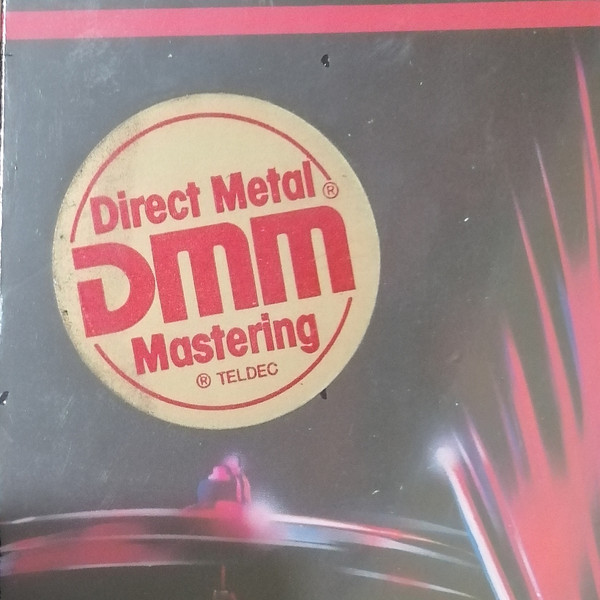 Direct Metal ®
DMM
Mastering
® TELDEC